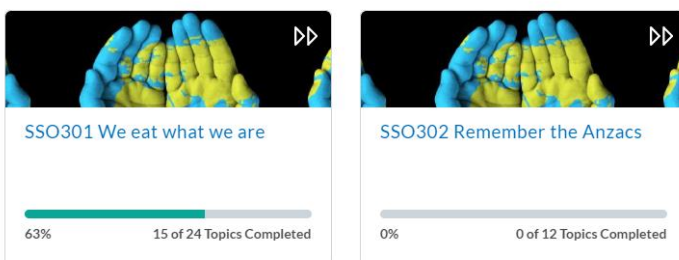 SSO301 We eat what we are
63% 15 of 24 Topics Completed
SSO302 Remember the Anzacs
0% 0 of 12 Topics Completed